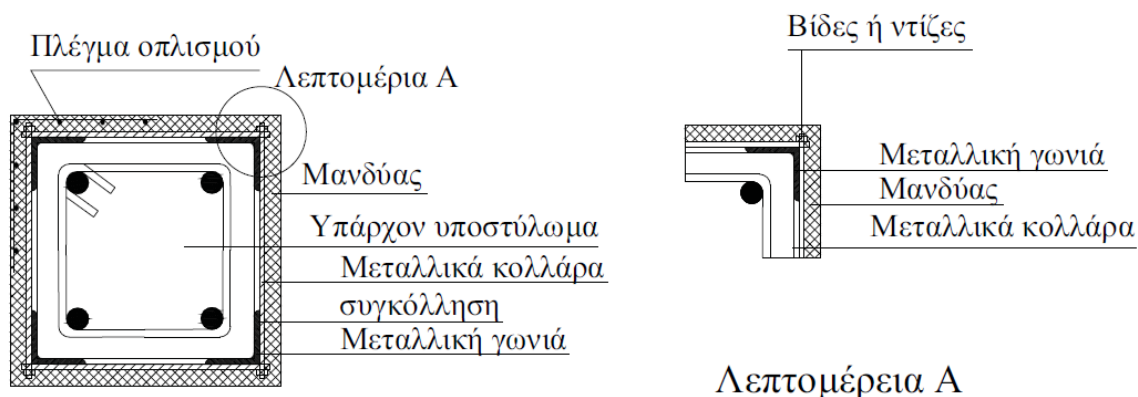 Πλέγμα οπλισμού
Λεπτομέρια Α
Μανδύας
Υπάρχον υποστύλωμα
Μεταλλικά κολλάρα
συγκόλληση
Μεταλλική γωνιά
Βίδες ή ντίζες
Μεταλλική γωνιά
Μανδύας
Μεταλλικά κολλάρα
Λεπτομέρεια Α